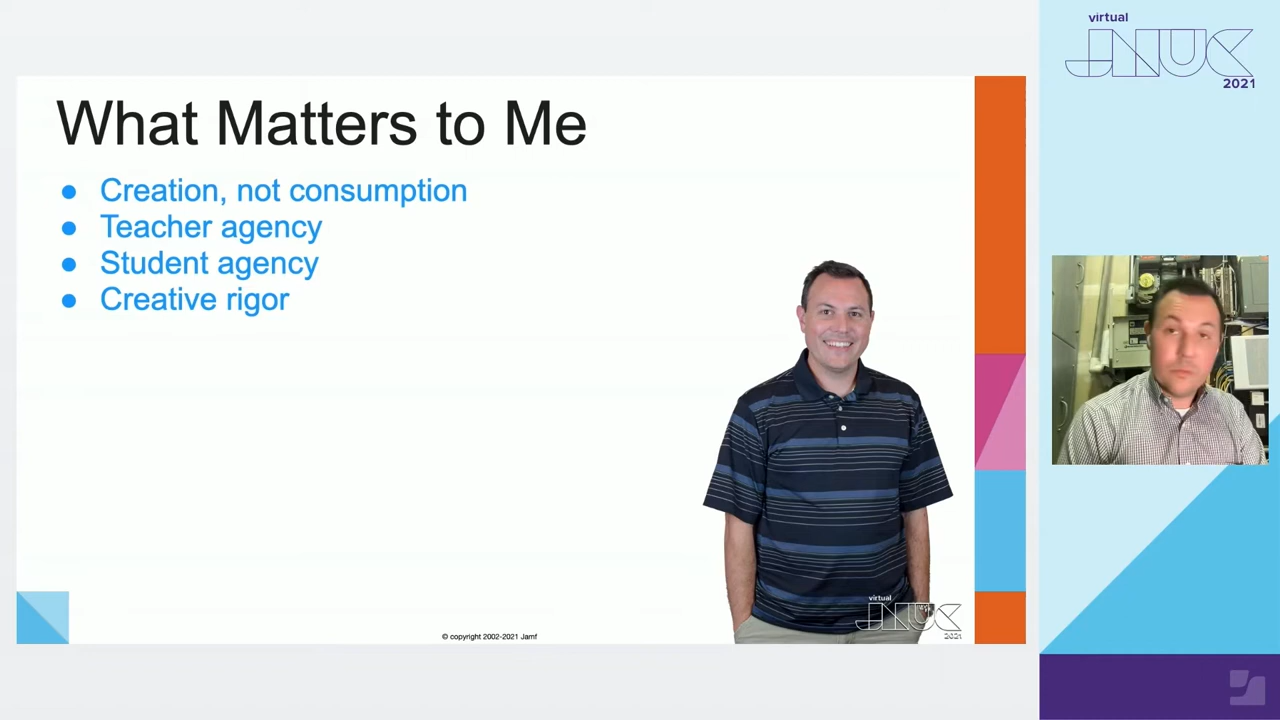 What Matters to Me
Creation, not consumption
Teacher agency
Student agency
Creative rigor
© copyright 2002-2021 Jamf
virtual
JNUC
2021
virtual
JNUC
2021